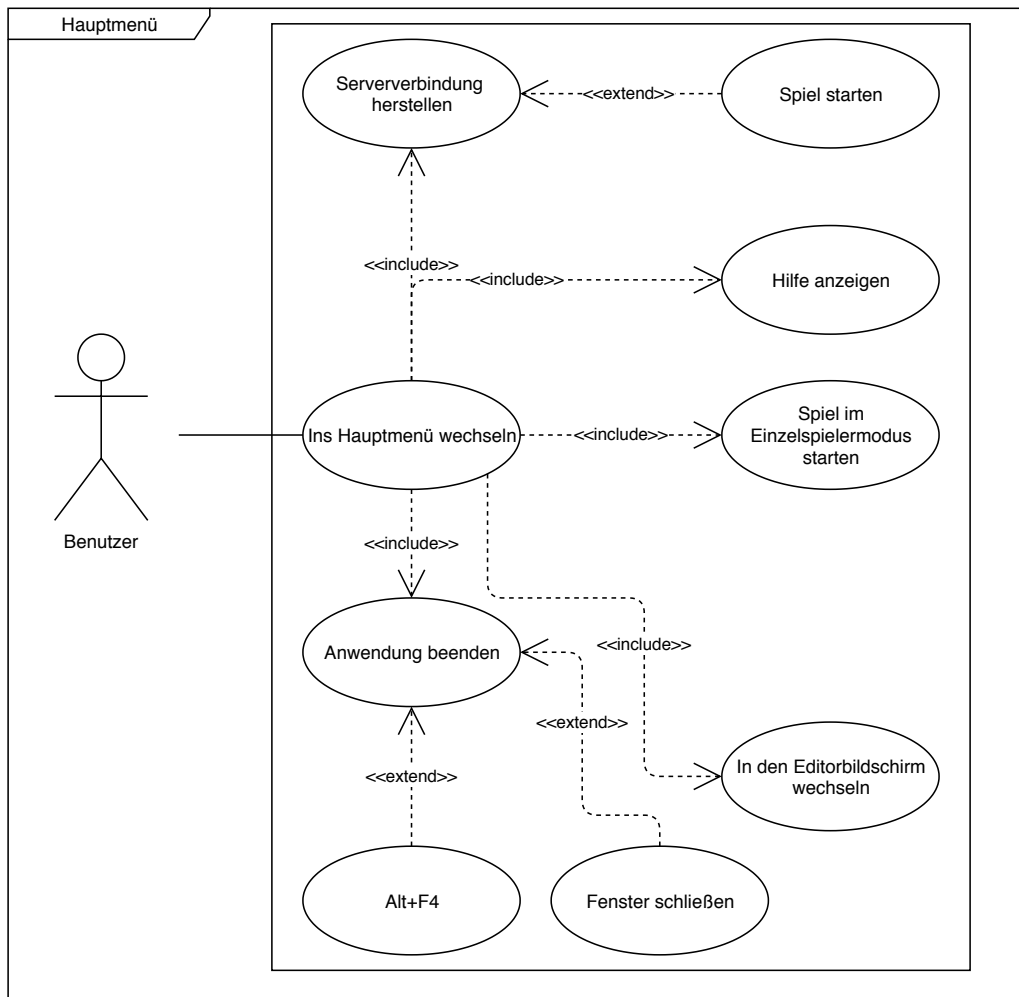 Hauptmenü
Serververbindung
herstellen
<<extend>>
Spiel starten
<<include>>
<<include>>
Hilfe anzeigen
Ins Hauptmenü wechseln
<<include>>
Spiel im
Einzelspielermodus
starten
Benutzer
<<include>>
Anwendung beenden
<<include>>
<<extend>>
<<extend>>
In den Editorbildschirm
wechseln
Alt+F4
Fenster schließen